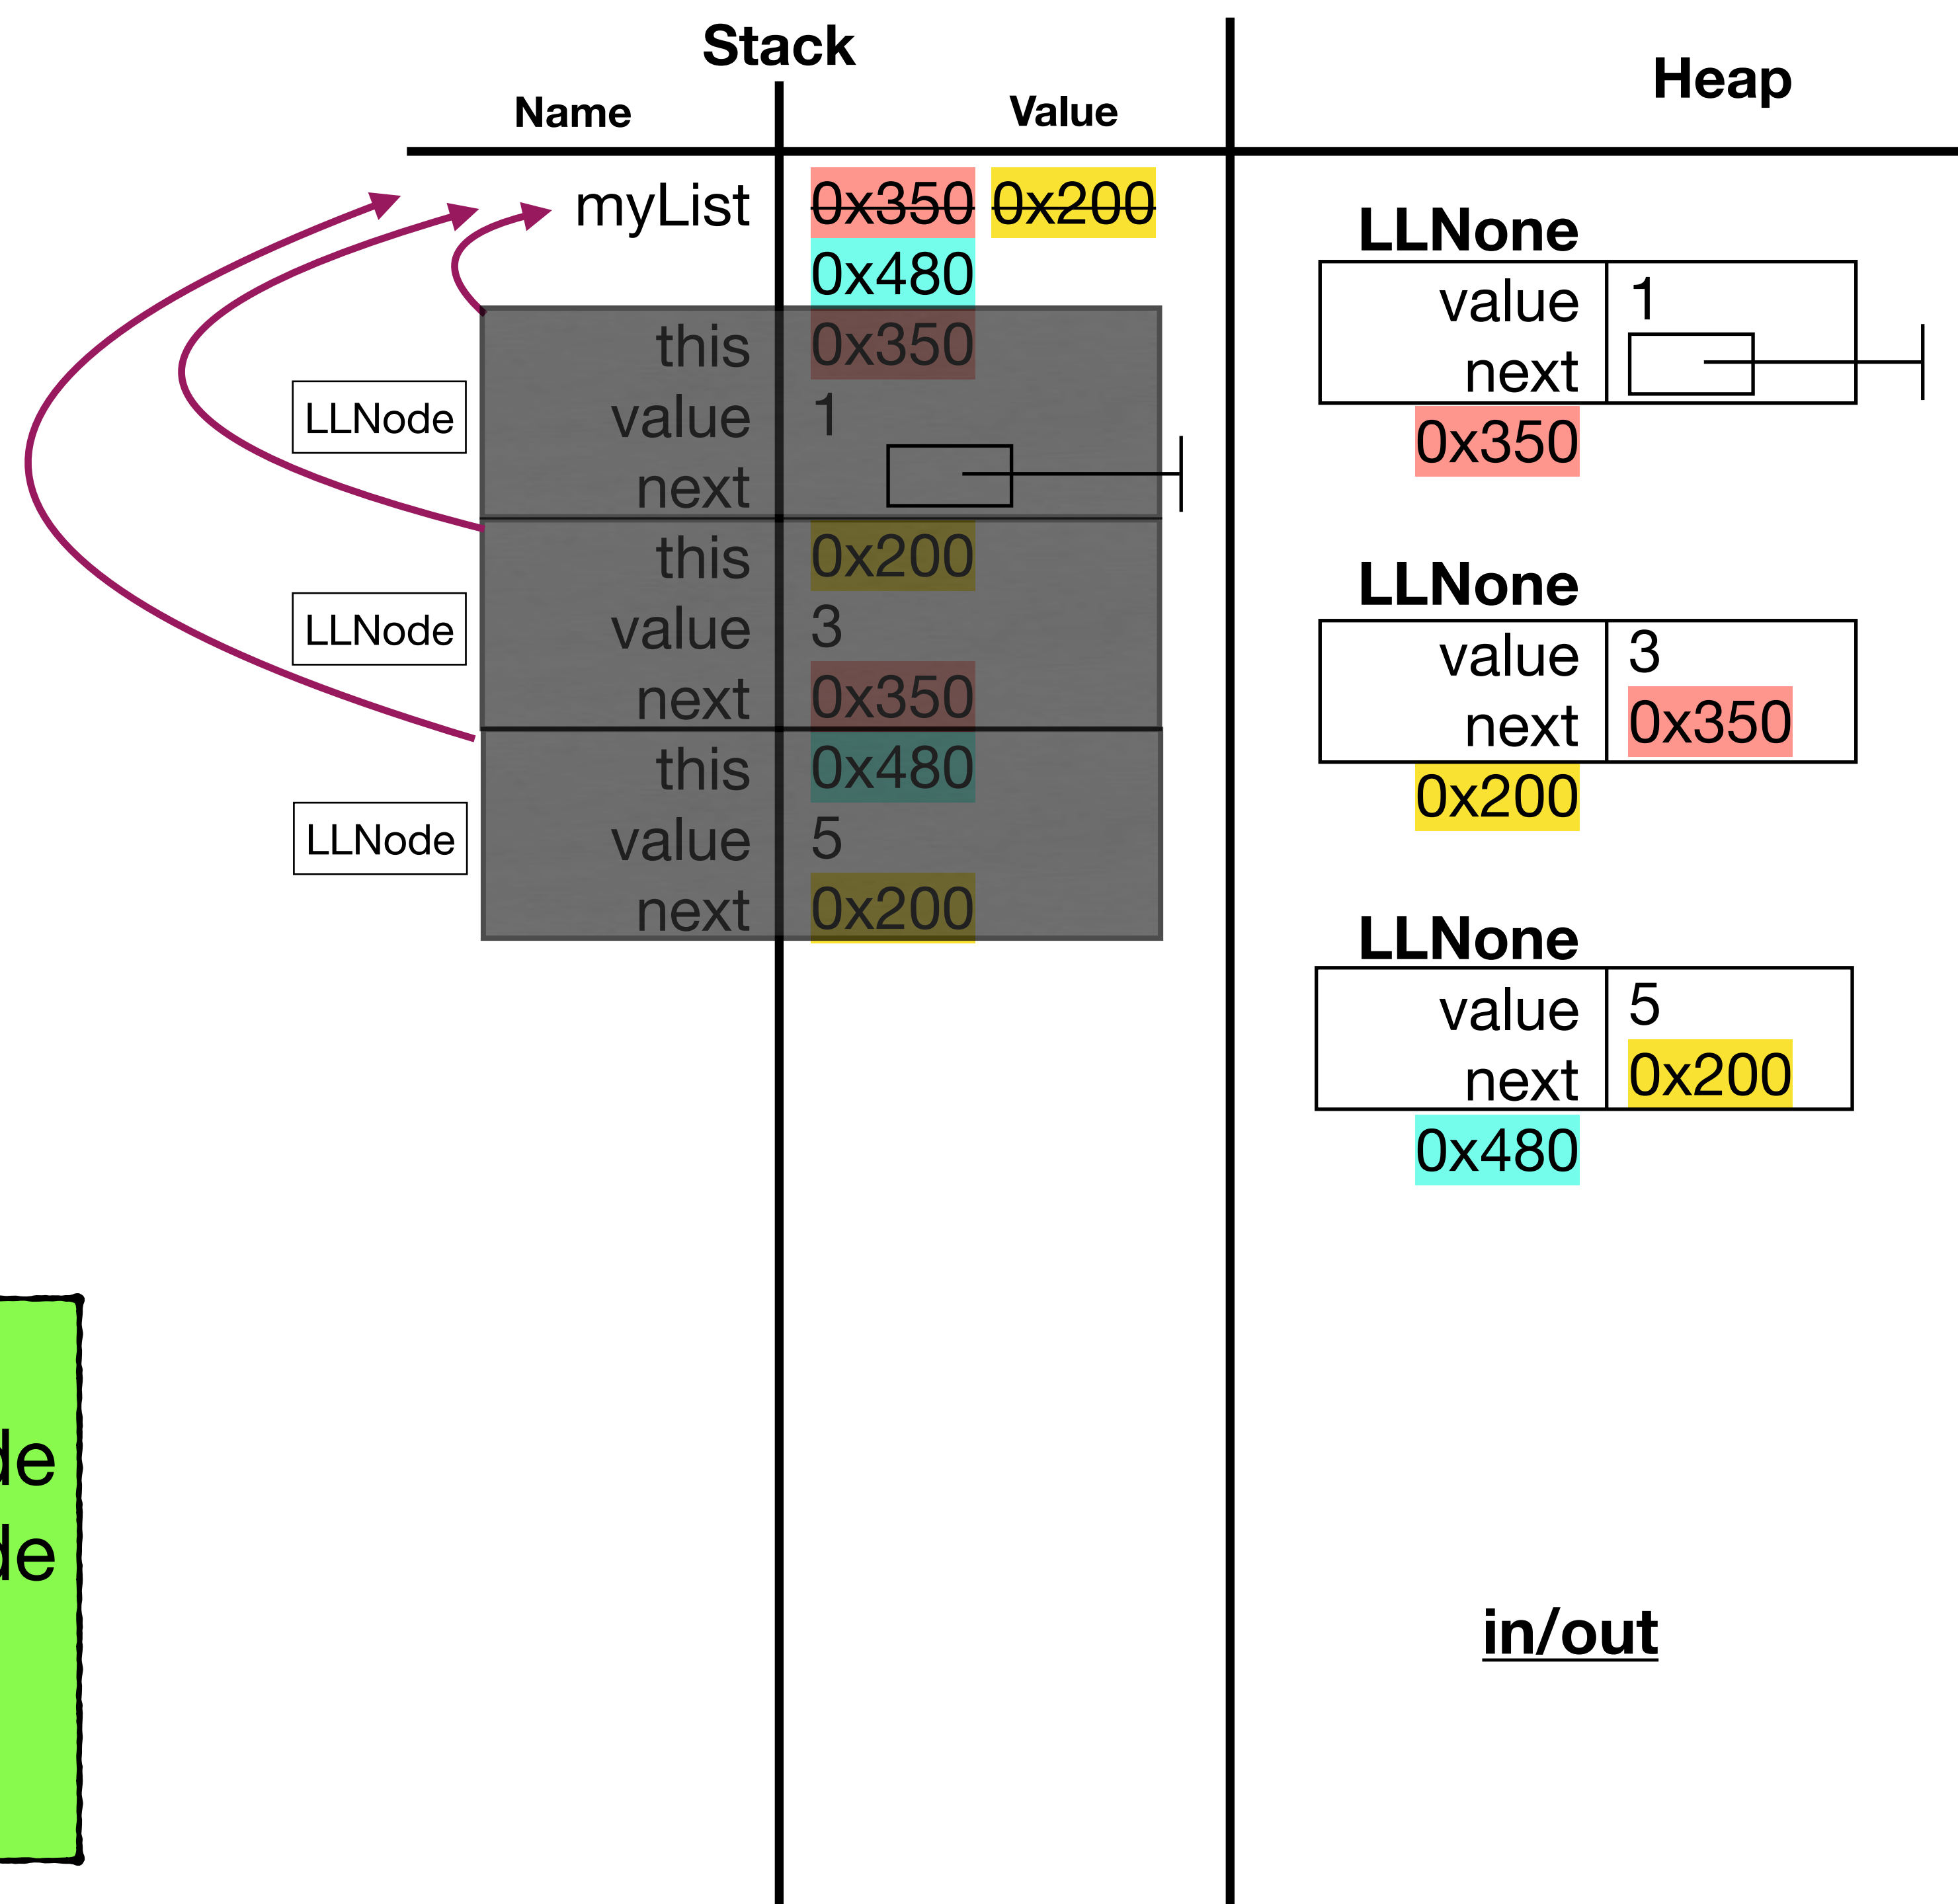 Stack
Heap
Name Value
myList 0x350 0x200
0x480
this 0x350
LLNode
value 1
next
this 0x200
LLNode
value 3
next 0x350
this 0x480
LLNode
value 5
next 0x200
LLNone
value 1
next
0x350
LLNone
value 3
next 0x350
0x200
LLNone
value 5
next 0x200
0x480
de
de
in/out